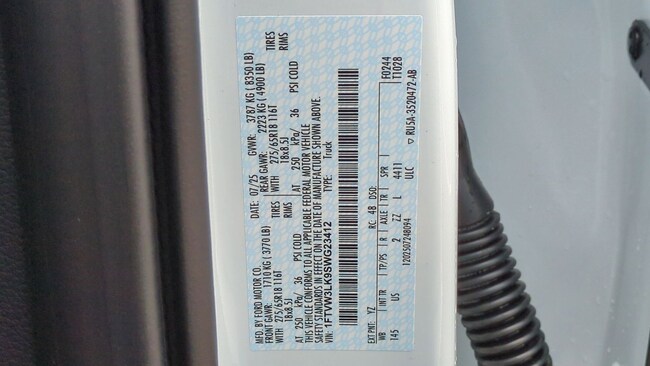 MFD. BY FORD MOTOR CO. DATE: 07/25 GVWR: 3787 KG ( 8350 LB)
FRONT GAWR: 1710 KG ( 3770 LB) REAR GAWR: 2223 KG ( 4900 LB)
WITH 275/65R18 116T TIRES WITH 275/65R18 116T TIRES
18x8.5J RIMS 18x8.5J RIMS
AT 250 kPa/ 36 PSI COLD AT 250 kPa/ 36 PSI COLD
THIS VEHICLE CONFORMS TO ALL APPLICABLE FEDERAL MOTOR VEHICLE
SAFETY STANDARDS IN EFFECT ON THE DATE OF MANUFACTURE SHOWN ABOVE.
VIN: 1FTVW3LK9SWG23412 TYPE: Truck
F0244
T1028
EXT PNT: YZ RC: 48 DSO:
WB INT TR TP/PS R AXLE TR SPR
145 US 2 ZZ L 4411
1202507248094 ULC RU5A-3520472-AB